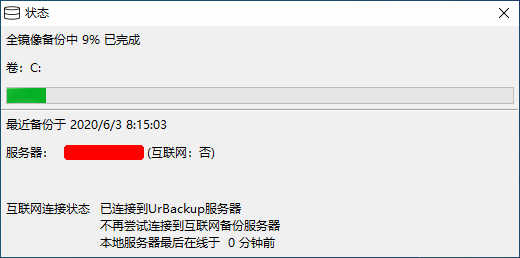 状态
全镜像备份中 9% 已完成
卷：C:
最近备份于 2020/6/3 8:15:03
服务器： (互联网：否)
互联网连接状态 已连接到UrBackup服务器
不再尝试连接到互联网备份服务器
本地服务器最后在线于 0 分钟前